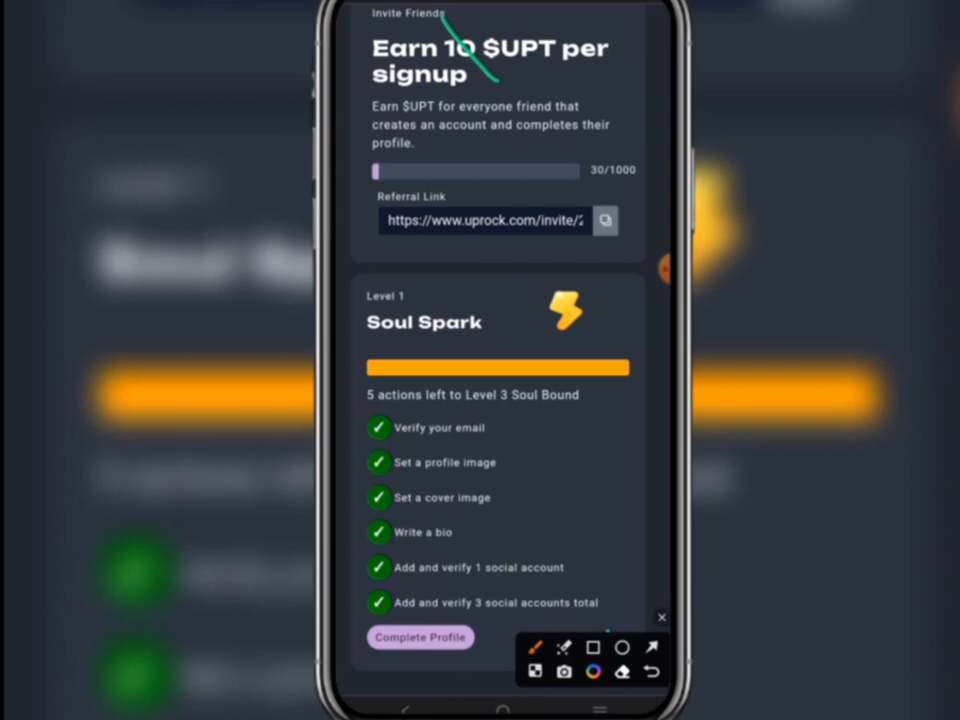 Invite Friends
Earn 10 $UPT per
signup
Earn $UPT for everyone friend that
creates an account and completes their
profile.
30/1000
Referral Link
https://www.uprock.com/invite/
Level 1
Soul Spark
5 actions left to Level 3 Soul Bound
Verify your email
Set a profile image
Set a cover image
Write a bio
Add and verify 1 social account
Add and verify 3 social accounts total
Complete Profile